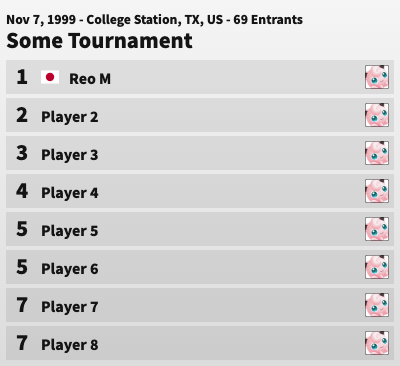 Nov 7, 1999 - College Station, TX, US - 69 Entrants
Some Tournament
1 Reo M
2 Player 2
3 Player 3
4 Player 4
5 Player 5
5 Player 6
7 Player 7
7 Player 8